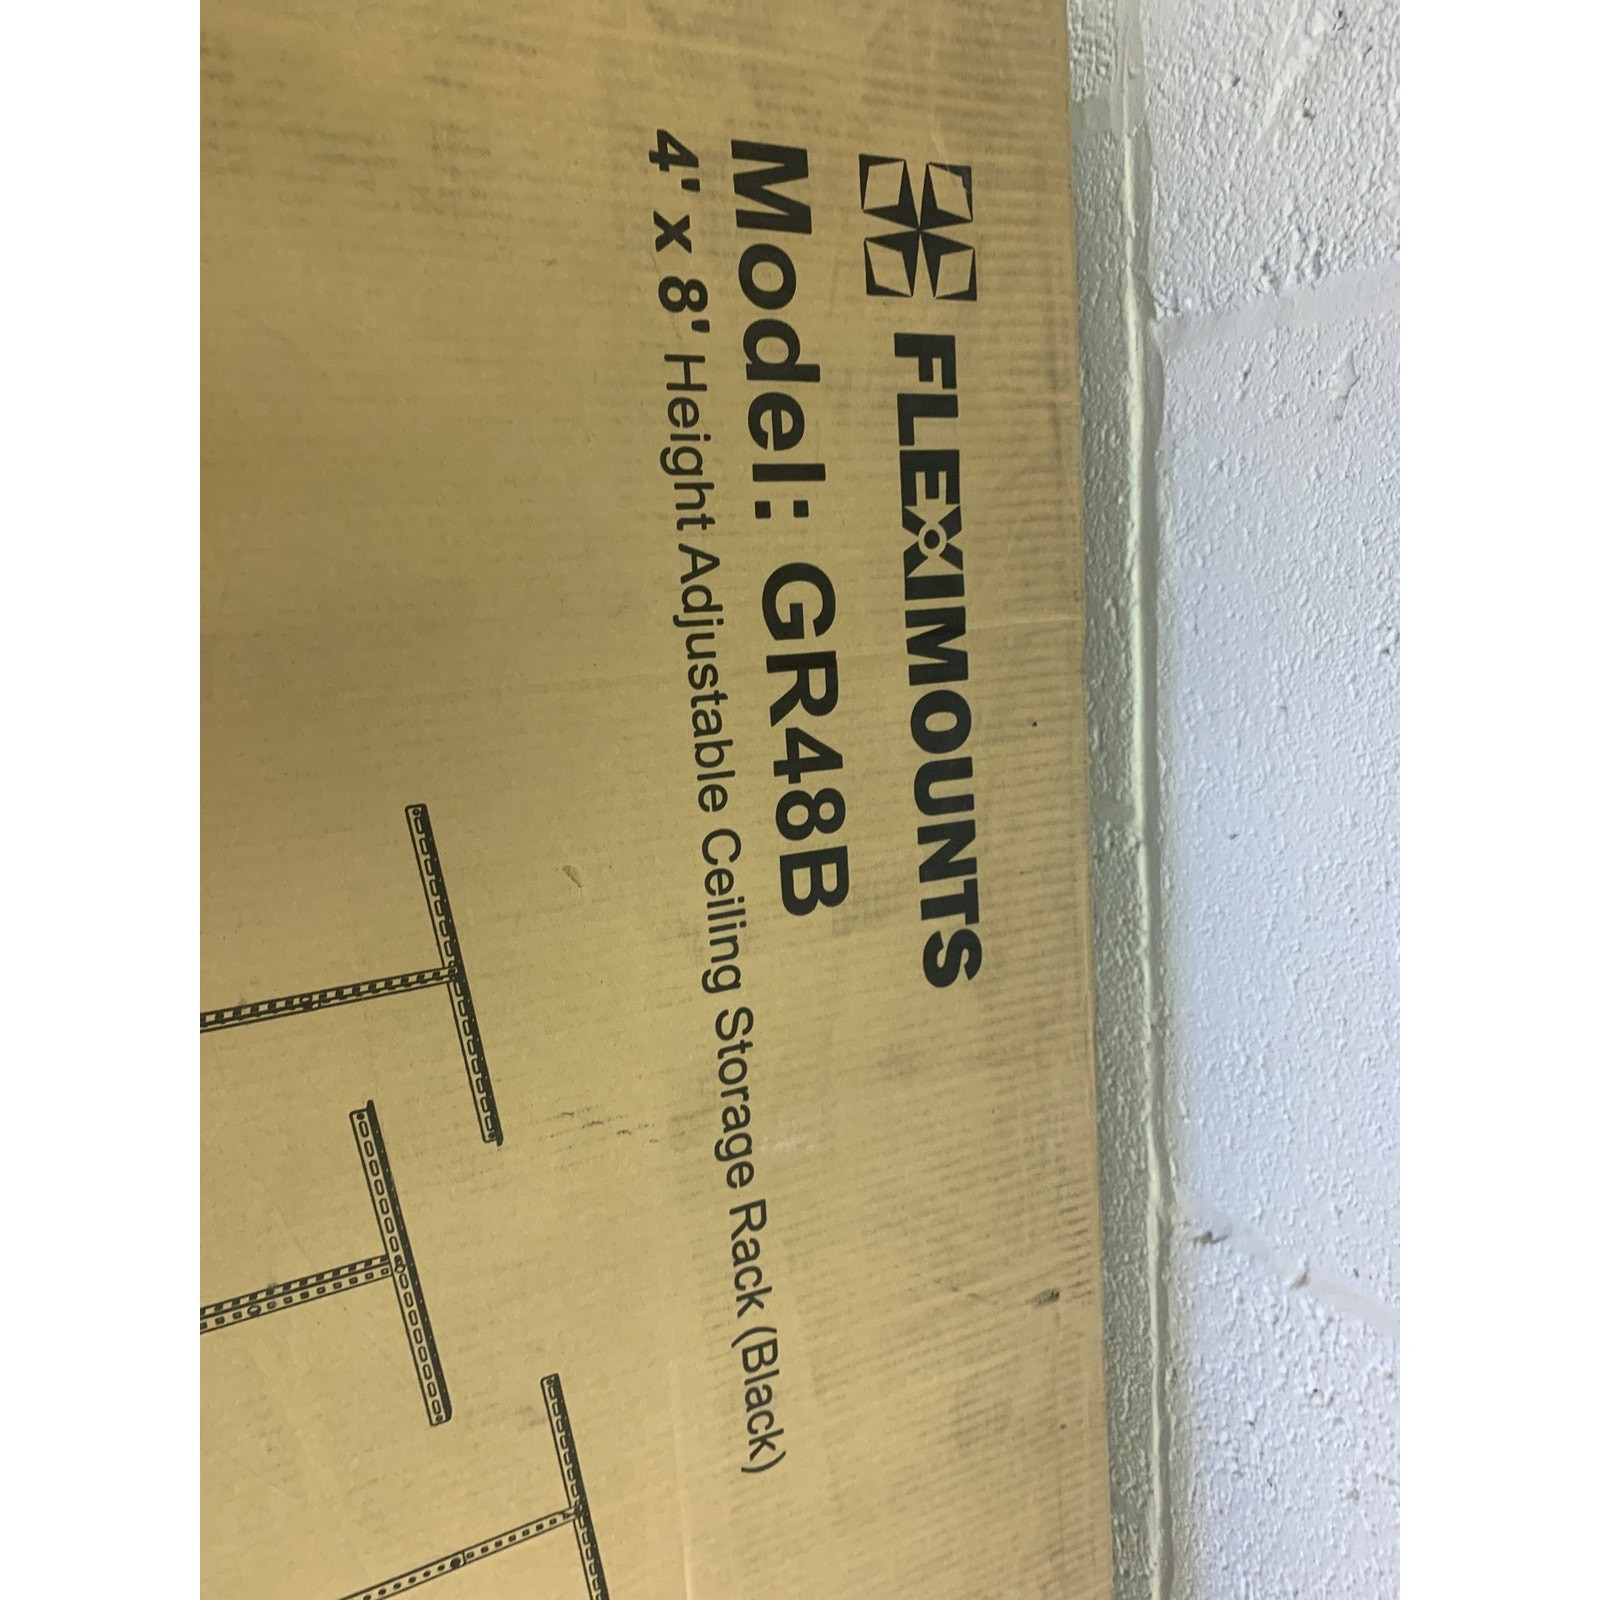 FLEXIMOUNTS
Model: GR48B
4' x 8' Height Adjustable Ceiling Storage Rack (Black)